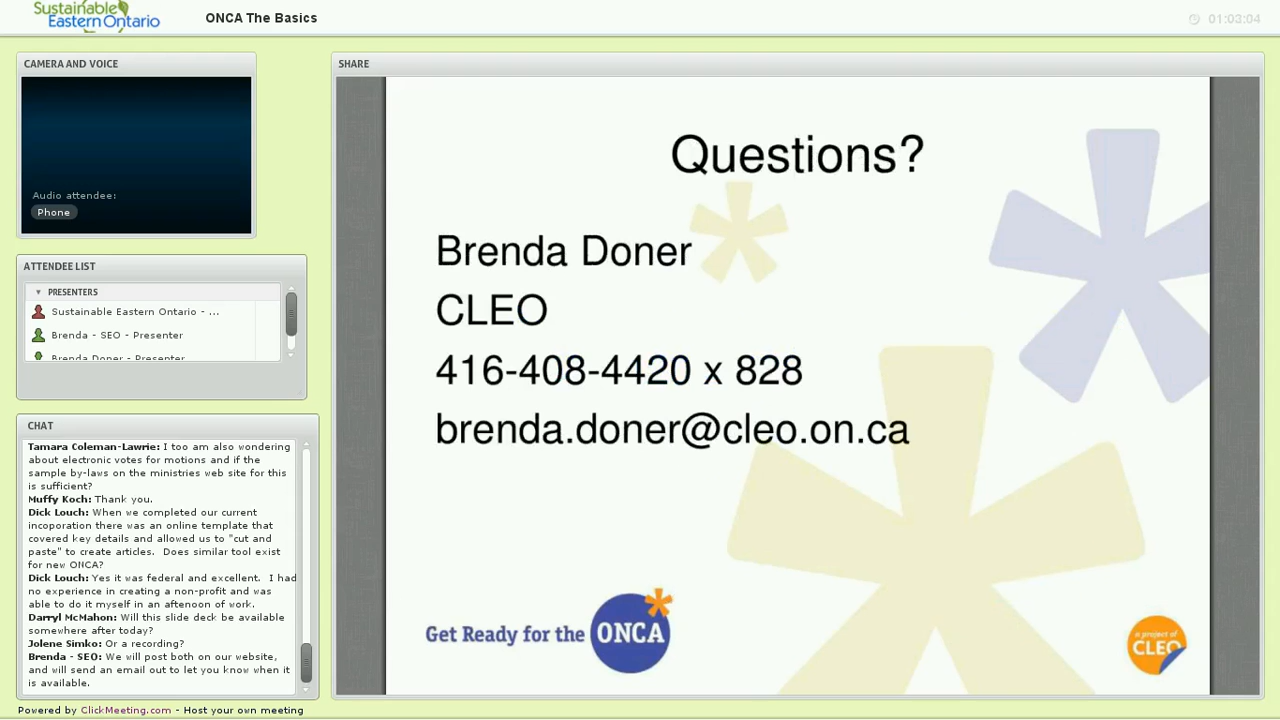 Sustainable
Eastern Ontario
ONCA The Basics
01:03:04
CAMERA AND VOICE
Audio attendee:
Phone
ATTENDEE LIST
PRESENTERS
Sustainable Eastern Ontario - ...
Brenda - SEO - Presenter
Brenda Doner - Presenter
CHAT
Tamara Coleman-Lawrie: I too am also wondering
about electronic votes for motions and if the
sample by-laws on the ministries web site for this
is sufficient?
Muffy Koch: Thank you.
Dick Louch: When we completed our current
incoporation there was an online template that
covered key details and allowed us to "cut and
paste" to create articles. Does similar tool exist
for new ONCA?
Dick Louch: Yes it was federal and excellent. I had
no experience in creating a non-profit and was
able to do it myself in an afternoon of work.
Darryl McMahon: Will this slide deck be available
somewhere after today?
Jolene Simko: Or a recording?
Brenda - SEO: We will post both on our website,
and will send an email out to let you know when it
is available.
Powered by ClickMeeting.com - Host your own meeting
SHARE
Questions?
Brenda Doner
CLEO
416-408-4420 x 828
brenda.doner@cleo.on.ca
Get Ready for the ONCA
a project of
CLEO